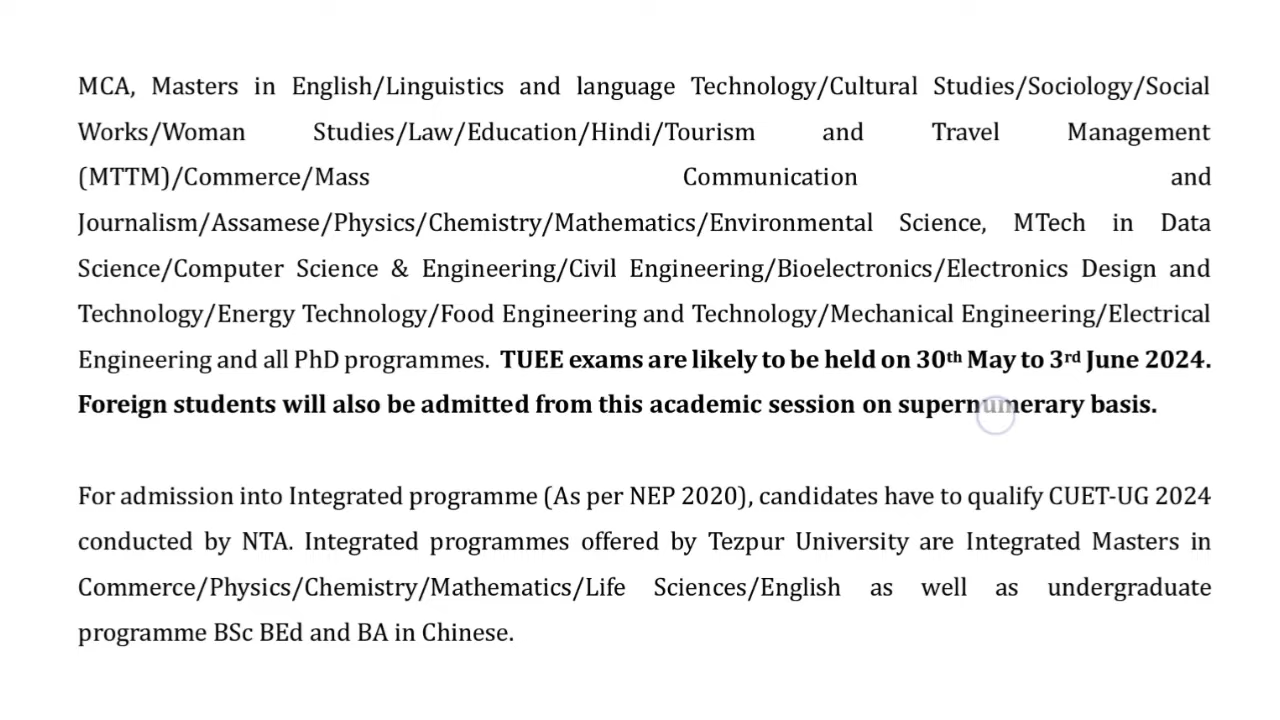 MCA, Masters in English/Linguistics and language Technology/Cultural Studies/Sociology/Social
Works/Woman Studies/Law/Education/Hindi/Tourism and Travel Management
(MTTM)/Commerce/Mass Communication and
Journalism/Assamese/Physics/Chemistry/Mathematics/Environmental Science, MTech in Data
Science/Computer Science & Engineering/Civil Engineering/Bioelectronics/Electronics Design and
Technology/Energy Technology/Food Engineering and Technology/Mechanical Engineering/Electrical
Engineering and all PhD programmes. TUEE exams are likely to be held on 30th May to 3rd June 2024.
Foreign students will also be admitted from this academic session on supernumerary basis.
For admission into Integrated programme (As per NEP 2020), candidates have to qualify CUET-UG 2024
conducted by NTA. Integrated programmes offered by Tezpur University are Integrated Masters in
Commerce/Physics/Chemistry/Mathematics/Life Sciences/English as well as undergraduate
programme BSc BEd and BA in Chinese.